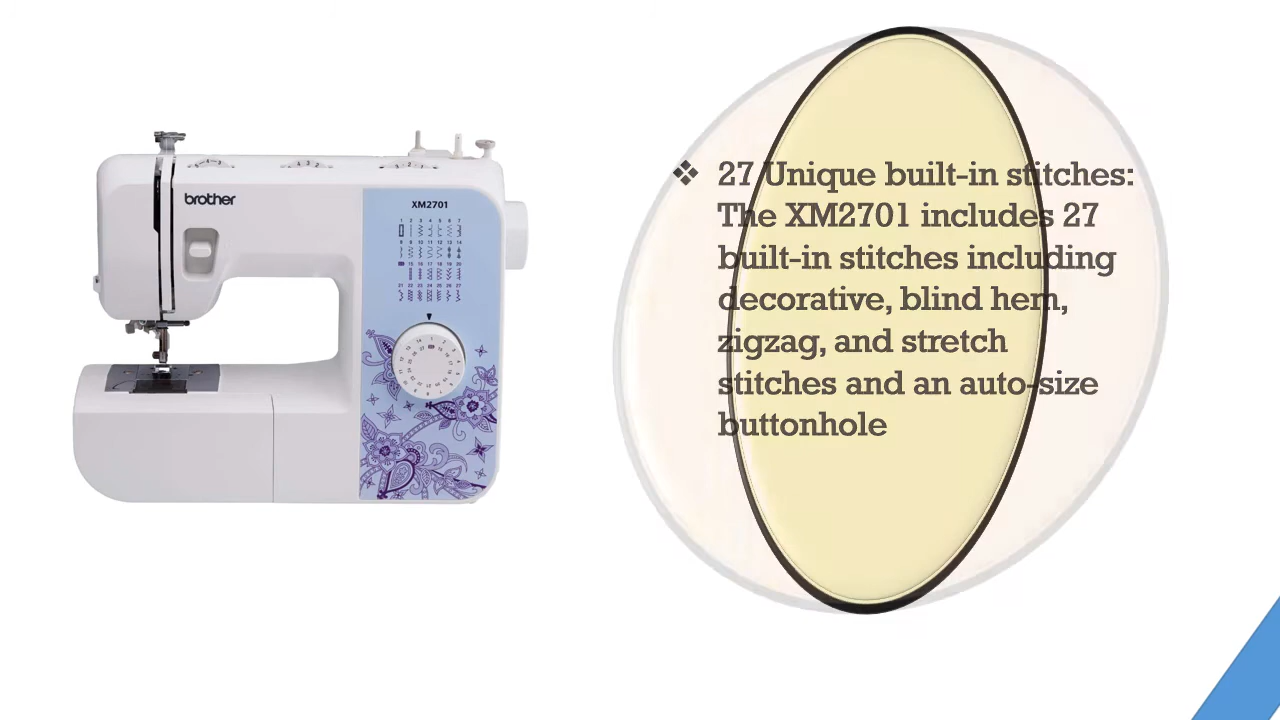 brother
XM2701
❖ 27 Unique built-in stitches:
The XM2701 includes 27
built-in stitches including
decorative, blind hem,
zigzag, and stretch
stitches and an auto-size
buttonhole